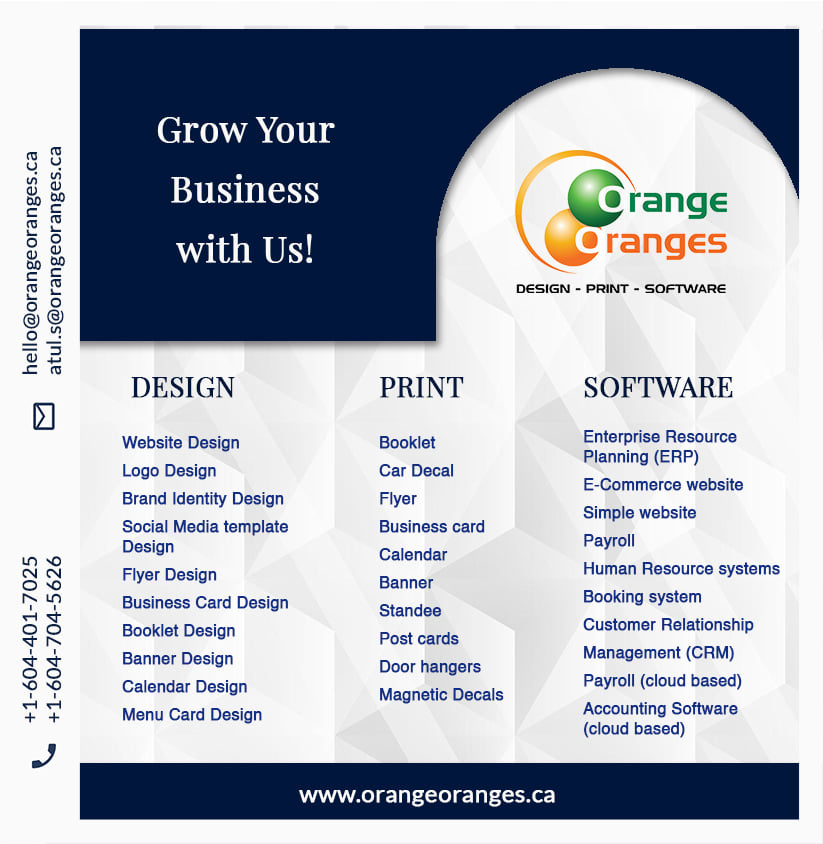 Grow Your
Business
with Us!
Orange
Oranges
DESIGN - PRINT - SOFTWARE
hello@orangeoranges.ca
atul.s@orangeoranges.ca
+1-604-401-7025
+1-604-704-5626
DESIGN
Website Design
Logo Design
Brand Identity Design
Social Media template
Design
Flyer Design
Business Card Design
Booklet Design
Banner Design
Calendar Design
Menu Card Design
PRINT
Booklet
Car Decal
Flyer
Business card
Calendar
Banner
Standee
Post cards
Door hangers
Magnetic Decals
SOFTWARE
Enterprise Resource
Planning (ERP)
E-Commerce website
Simple website
Payroll
Human Resource systems
Booking system
Customer Relationship
Management (CRM)
Payroll (cloud based)
Accounting Software
(cloud based)
www.orangeoranges.ca